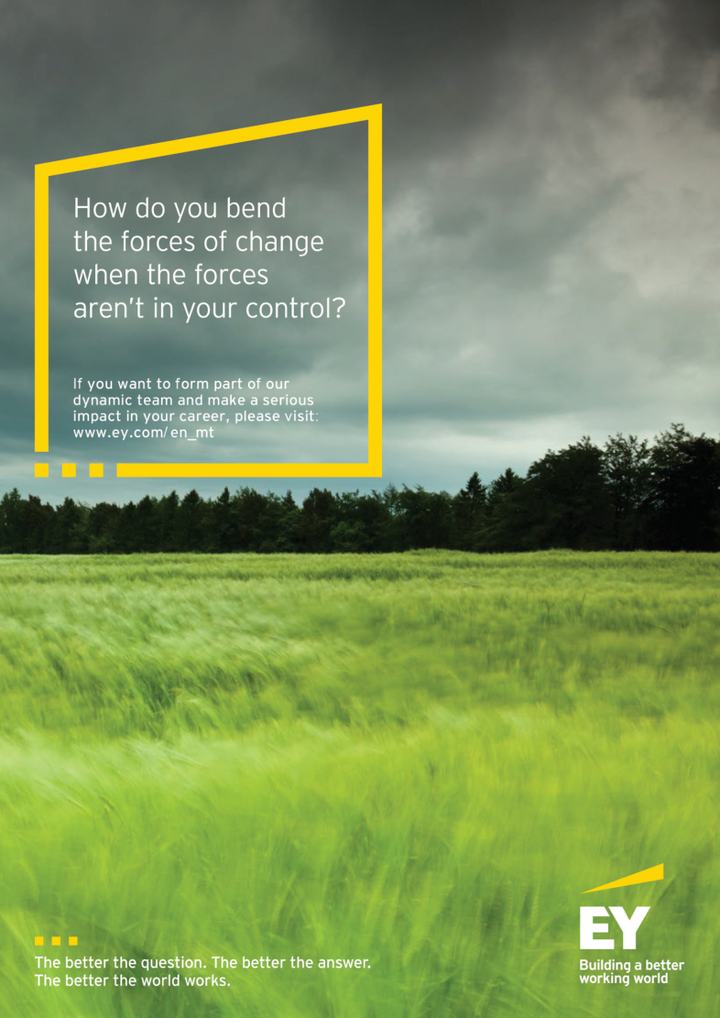 How do you bend
the forces of change
when the forces
aren't in your control?
If you want to form part of our
dynamic team and make a serious
impact in your career, please visit:
www.ey.com/en_mt
The better the question. The better the answer.
The better the world works.
EY
Building a better
working world